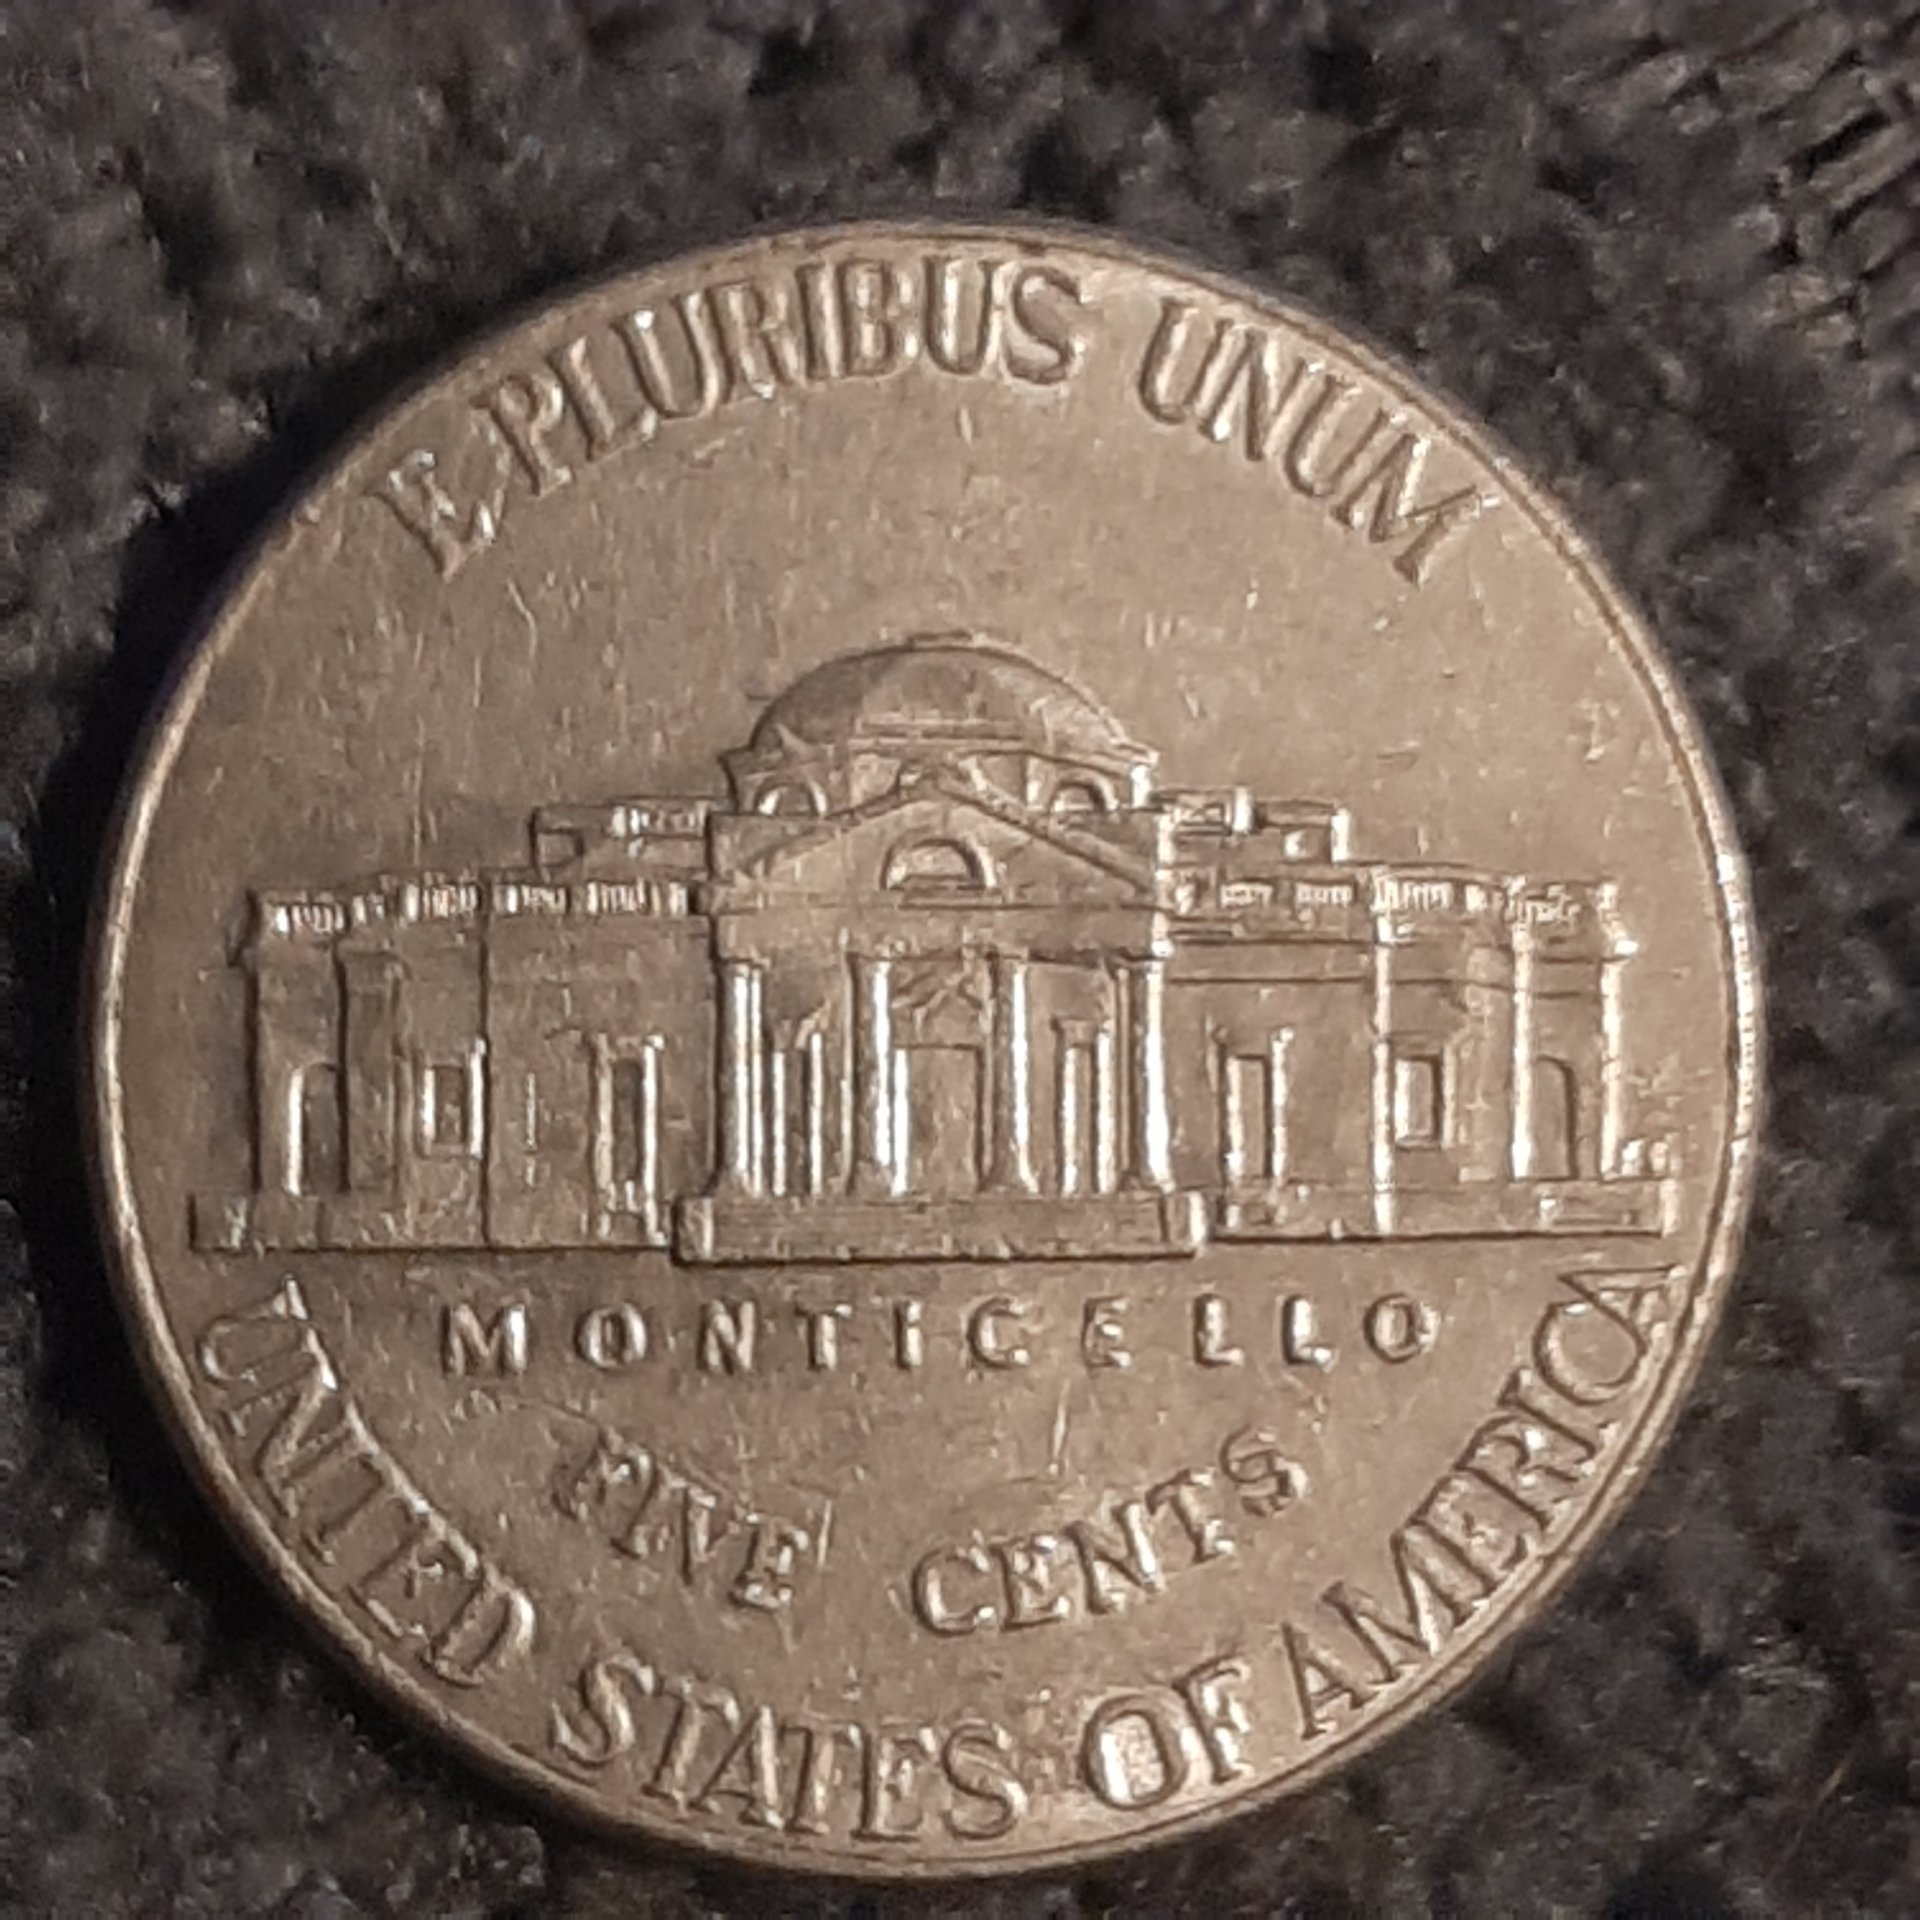 E PLURIBUS UNUM
MONTICELLO
FIVE CENTS
UNITED STATES OF AMERICA